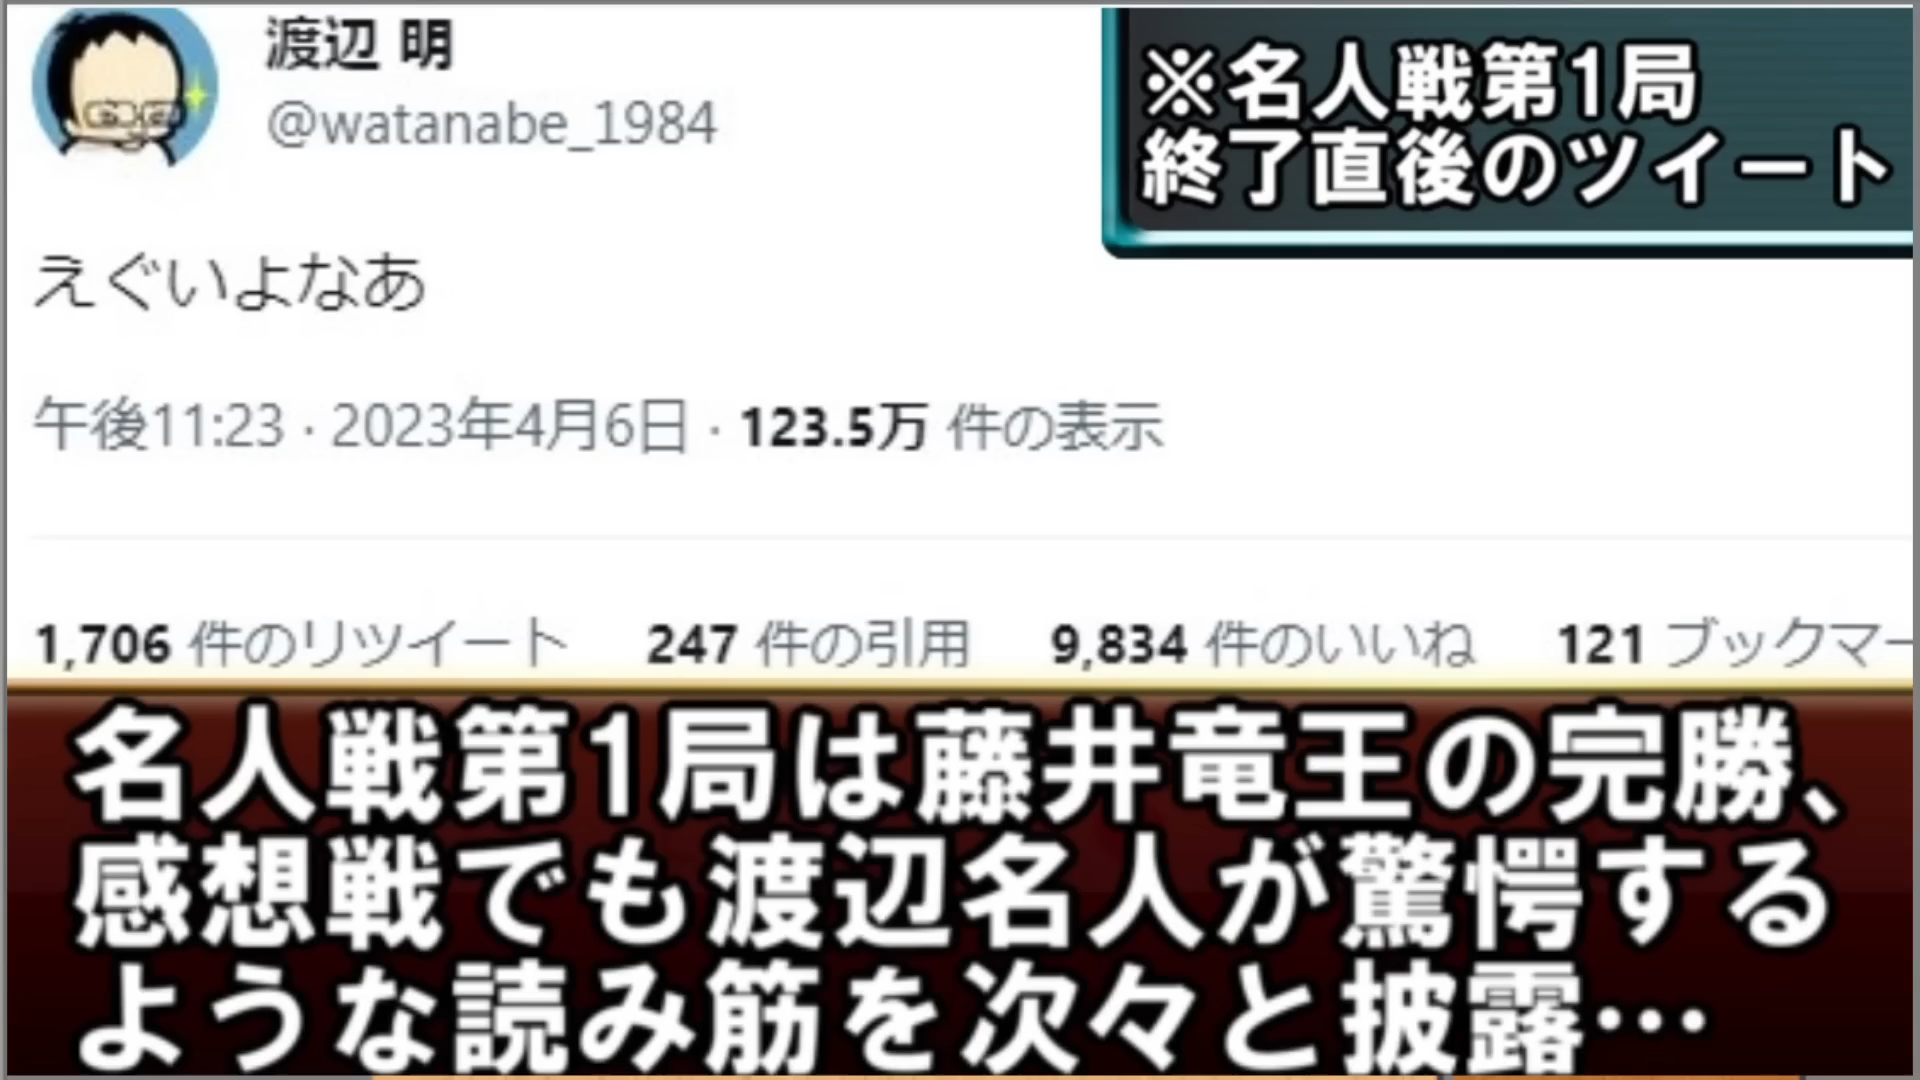 渡辺 明
@watanabe_1984
※名人戦第1局
終了直後のツイート
えぐいよなあ
午後11:23 · 2023年4月6日 · 123.5万 件の表示
1,706 件のリツイート 247 件の引用 9,834 件のいいね 121 ブックマー
名人戦第1局は藤井竜王の完勝、
感想戦でも渡辺名人が驚愕する
ような読み筋を次々と披露…